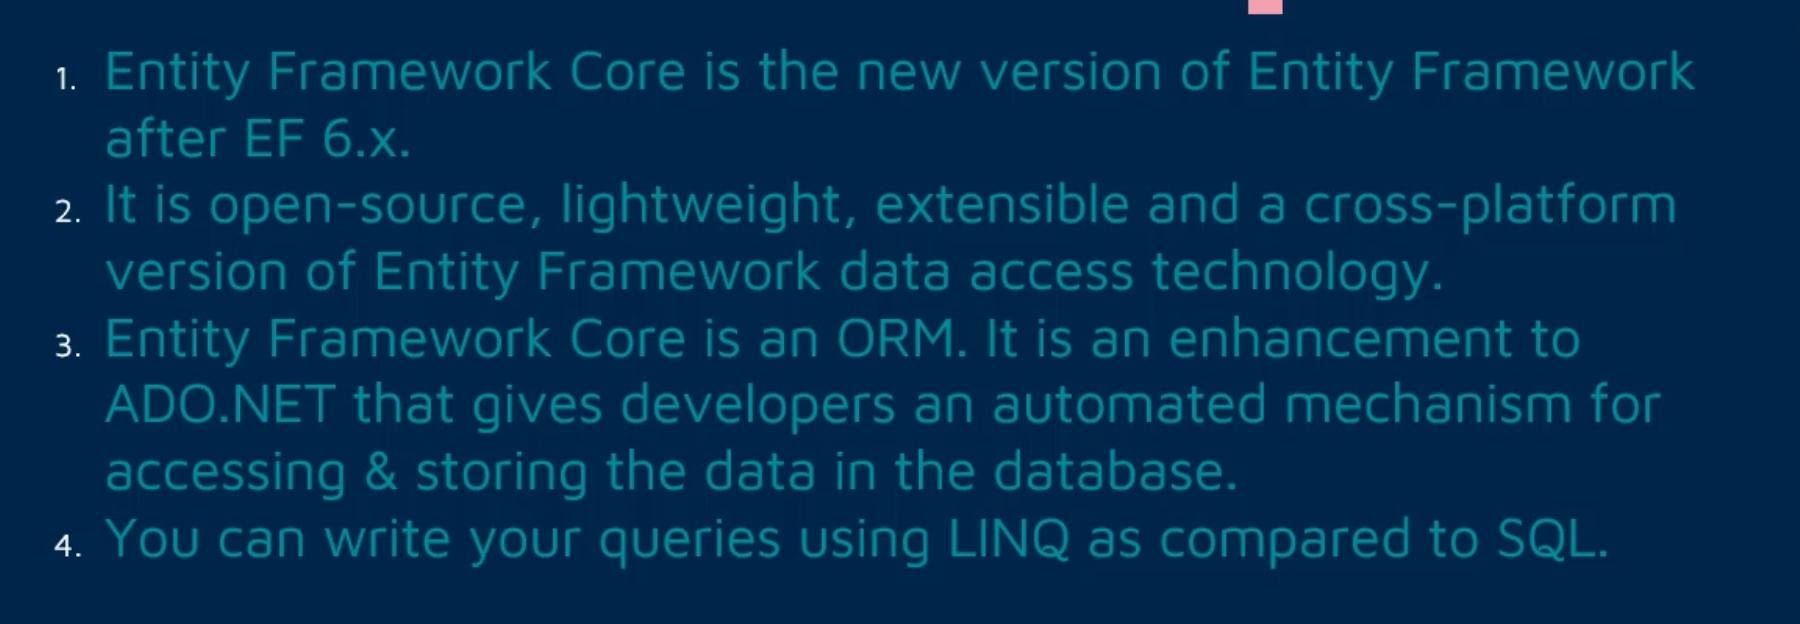 1. Entity Framework Core is the new version of Entity Framework
after EF 6.x.
2. It is open-source, lightweight, extensible and a cross-platform
version of Entity Framework data access technology.
3. Entity Framework Core is an ORM. It is an enhancement to
ADO.NET that gives developers an automated mechanism for
accessing & storing the data in the database.
4. You can write your queries using LINQ as compared to SQL.